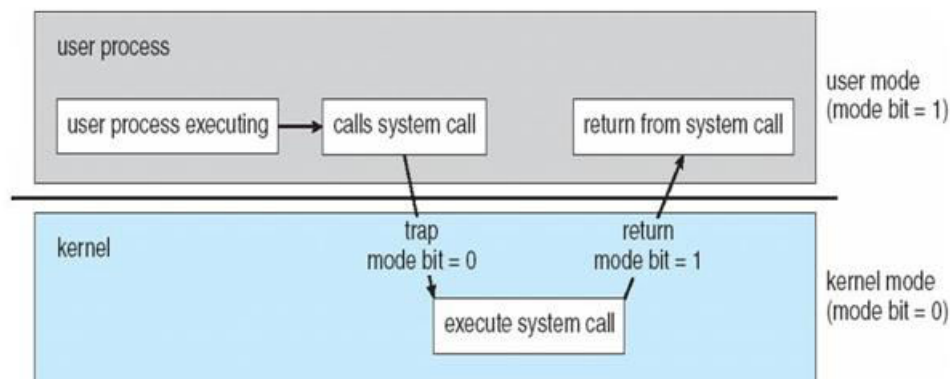 user process
user process executing
calls system call
return from system call
user mode
(mode bit = 1)
trap
mode bit = 0
return
mode bit = 1
kernel
execute system call
kernel mode
(mode bit = 0)